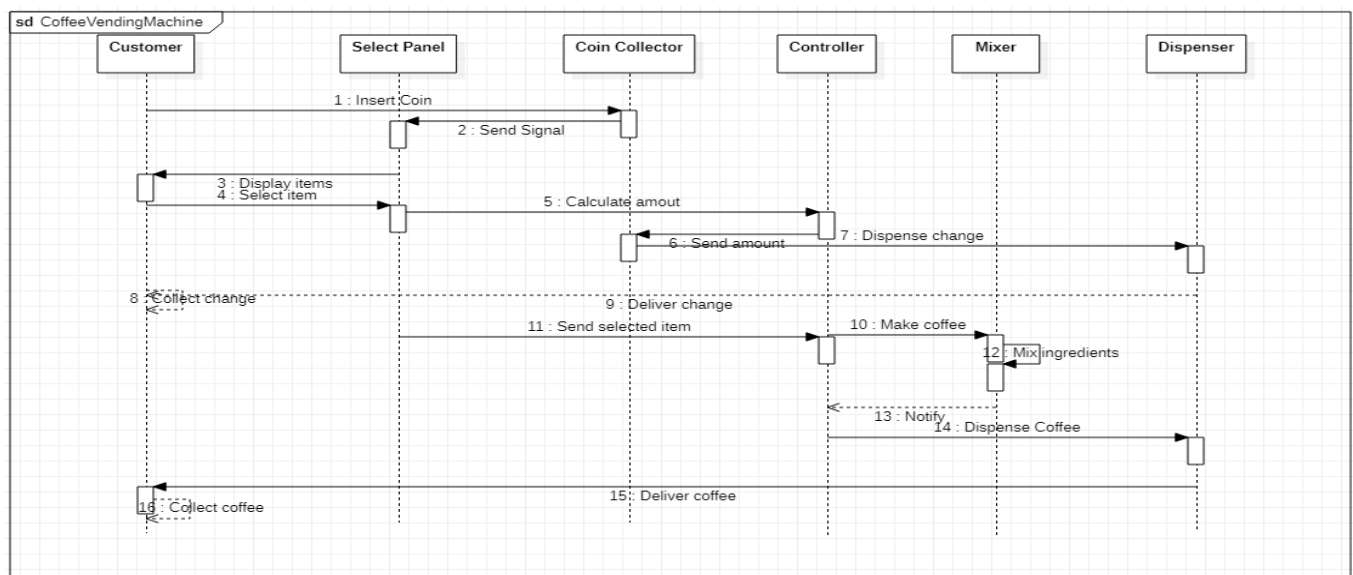 sd CoffeeVendingMachine
Customer
Select Panel
Coin Collector
Controller
Mixer
Dispenser
1 : Insert Coin
2 : Send Signal
3 : Display items
4 : Select item
5 : Calculate amout
6 : Send amount
7 : Dispense change
8 : Collect change
9 : Deliver change
10 : Make coffee
11 : Send selected item
12 : Mix ingredients
13 : Notify
14 : Dispense Coffee
15 : Deliver coffee
16 : Collect coffee